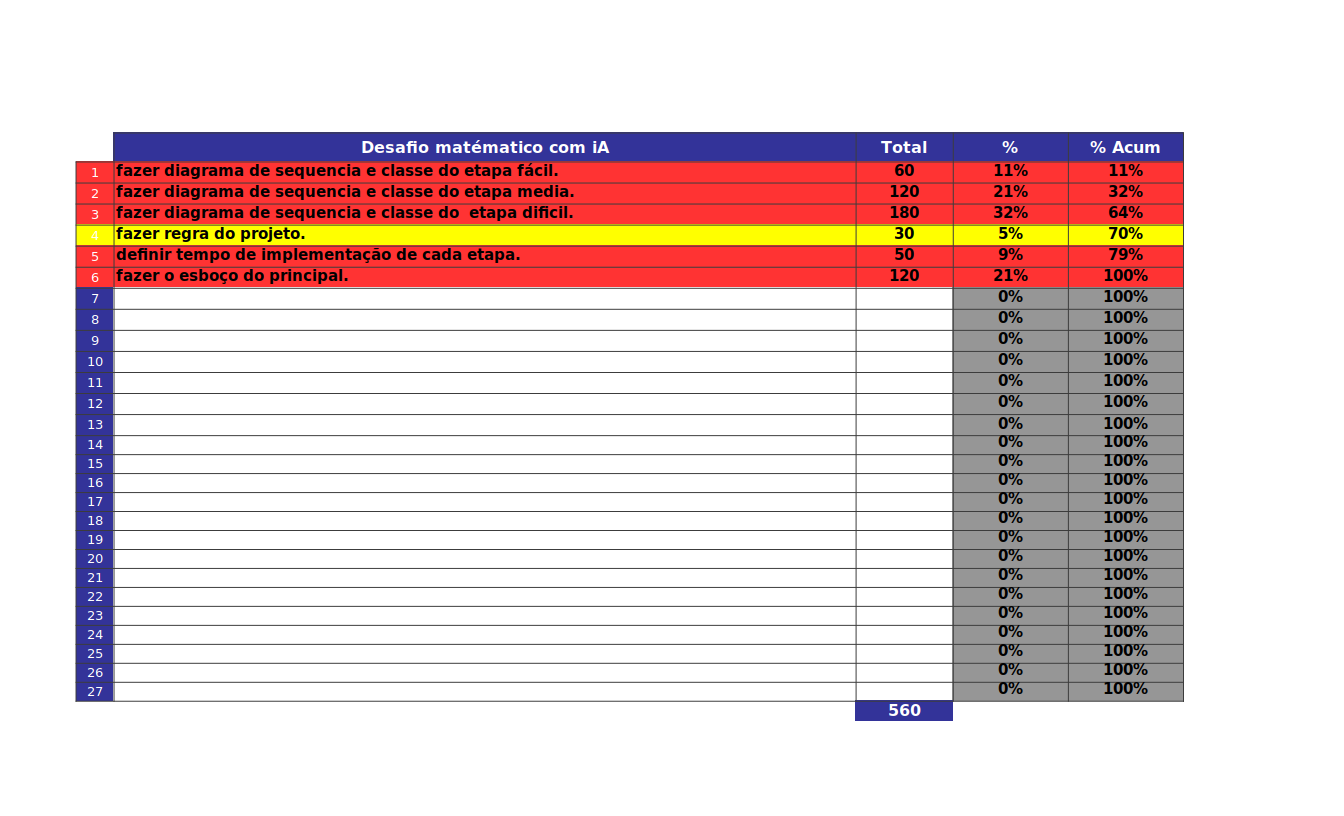 Desafio matématico com iA Total % % Acum
1 fazer diagrama de sequencia e classe do etapa fácil. 60 11% 11%
2 fazer diagrama de sequencia e classe do etapa media. 120 21% 32%
3 fazer diagrama de sequencia e classe do  etapa dificil. 180 32% 64%
4 fazer regra do projeto. 30 5% 70%
5 definir tempo de implementação de cada etapa. 50 9% 79%
6 fazer o esboço do principal. 120 21% 100%
7 0% 100%
8 0% 100%
9 0% 100%
10 0% 100%
11 0% 100%
12 0% 100%
13 0% 100%
14 0% 100%
15 0% 100%
16 0% 100%
17 0% 100%
18 0% 100%
19 0% 100%
20 0% 100%
21 0% 100%
22 0% 100%
23 0% 100%
24 0% 100%
25 0% 100%
26 0% 100%
27 0% 100%
560